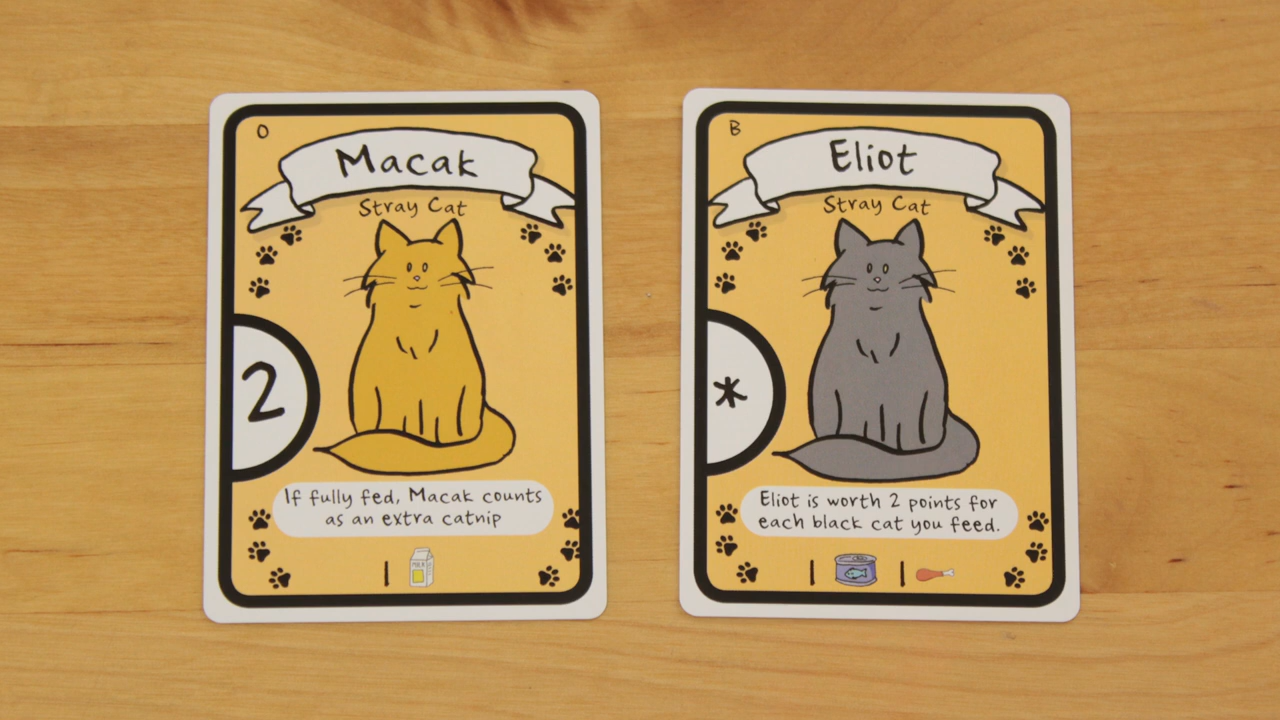 O
Macak
Stray Cat
2
If fully fed, Macak counts
as an extra catnip
1
MILK
B
Eliot
Stray Cat
*
Eliot is worth 2 points for
each black cat you feed.
1 1